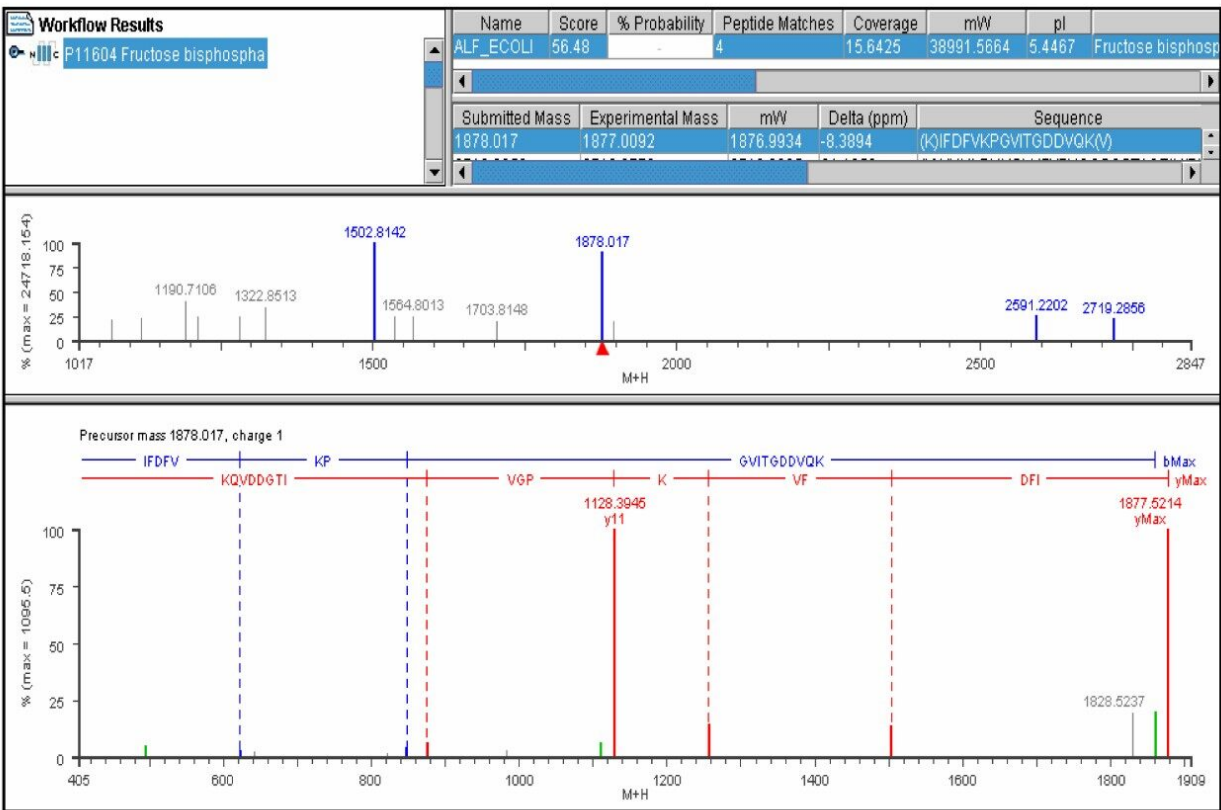 Workflow Results
N C P11604 Fructose bisphospha
Name Score % Probability Peptide Matches Coverage mW pI
ALF_ECOLI 56.48 - 4 15.6425 38991.5664 5.4467 Fructose bisphosp
Submitted Mass Experimental Mass mW Delta (ppm) Sequence
1878.017 1877.0092 1876.9934 -8.3894 (K)IFDFVKPGVITGDDVQK(V)
% (max = 24718.154)
100
75
50
25
0
1190.7106
1322.8513
1502.8142
1564.8013
1703.8148
1878.017
2591.2202
2719.2856
1017 1500 2000 2500 2847
M+H
Precursor mass 1878.017, charge 1
IFDFV KP GVITGDDVQK bMax
KQVDDGTI VGP K VF DFI yMax
1128.3945
y11
1877.5214
yMax
1828.5237
% (max = 1095.5)
100
75
50
25
0
405 600 800 1000 1200 1400 1600 1800 1909
M+H